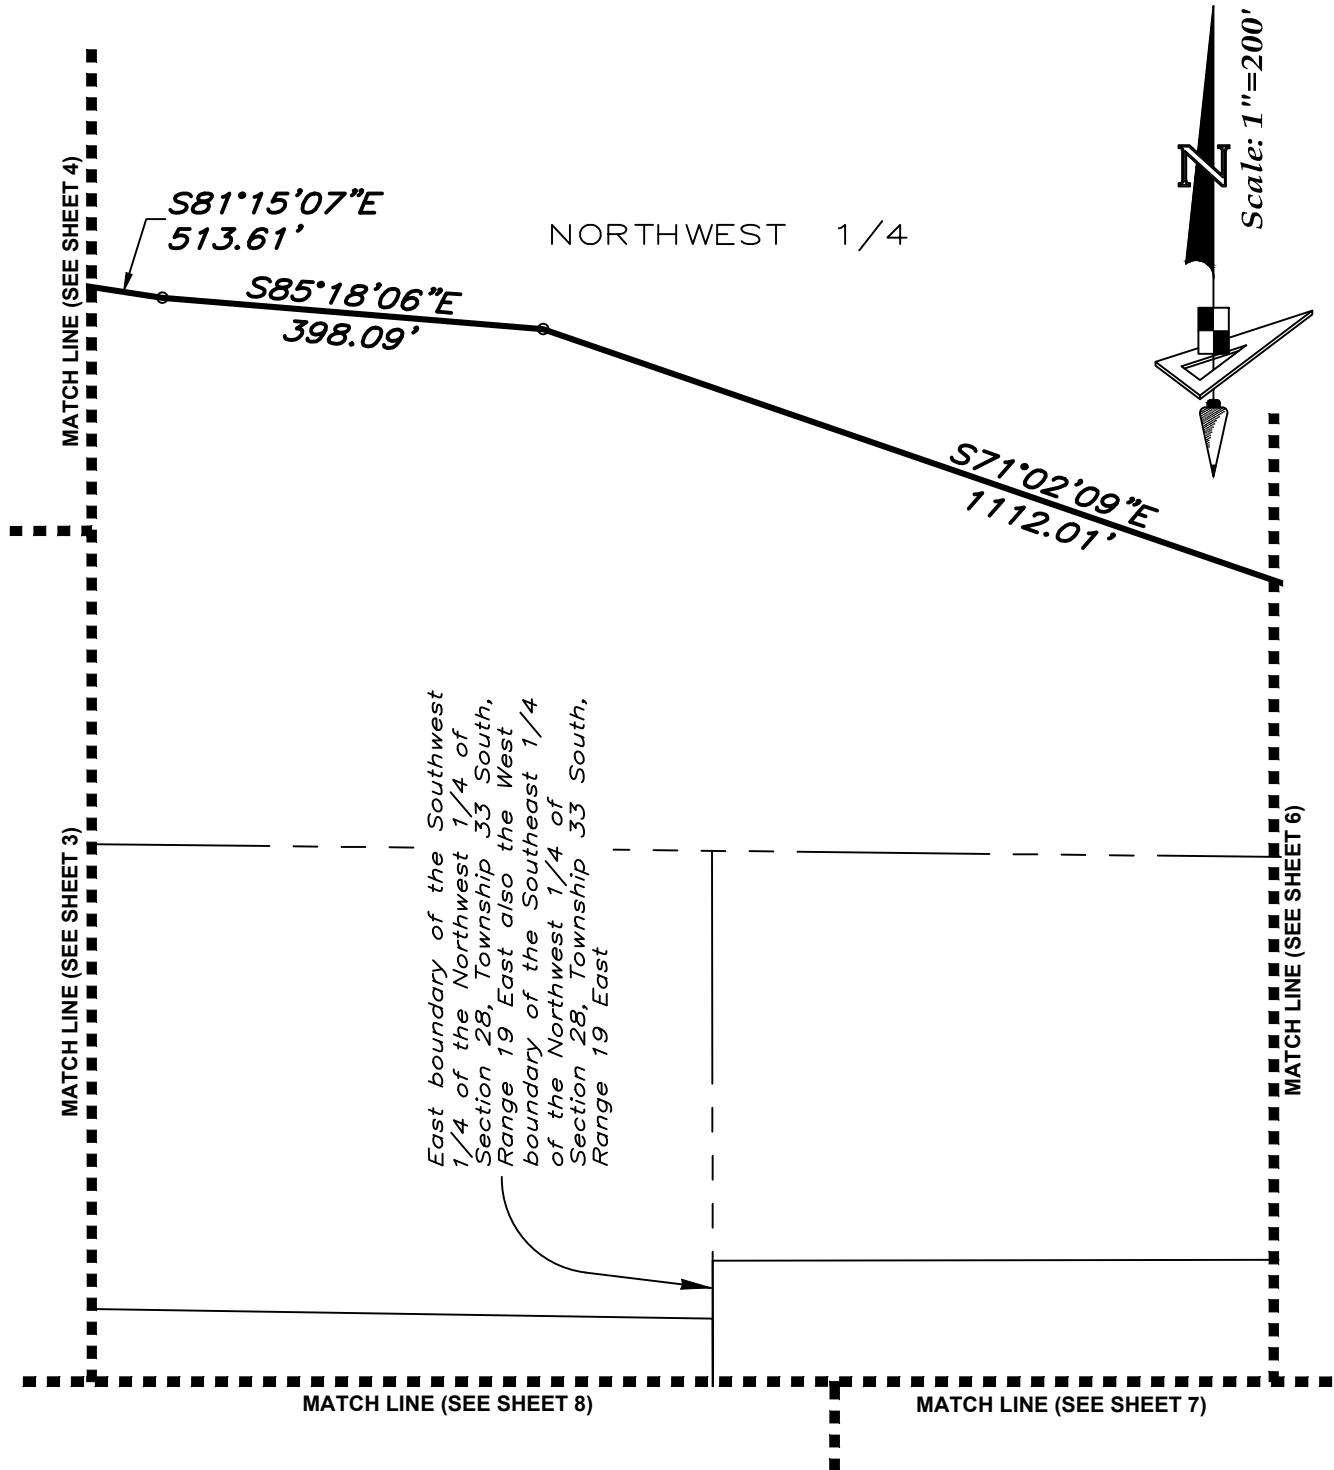 Scale: 1"=200'
N
MATCH LINE (SEE SHEET 4)
S81°15'07"E
513.61'
NORTHWEST 1/4
S85°18'06"E
398.09'
S71°02'09"E
1112.01'
East boundary of the Southwest
1/4 of the Northwest 1/4 of
Section 28, Township 33 South,
Range 19 East also the West
boundary of the Southeast 1/4
of the Northwest 1/4 of
Section 28, Township 33 South,
Range 19 East
MATCH LINE (SEE SHEET 3)
MATCH LINE (SEE SHEET 6)
MATCH LINE (SEE SHEET 8)
MATCH LINE (SEE SHEET 7)